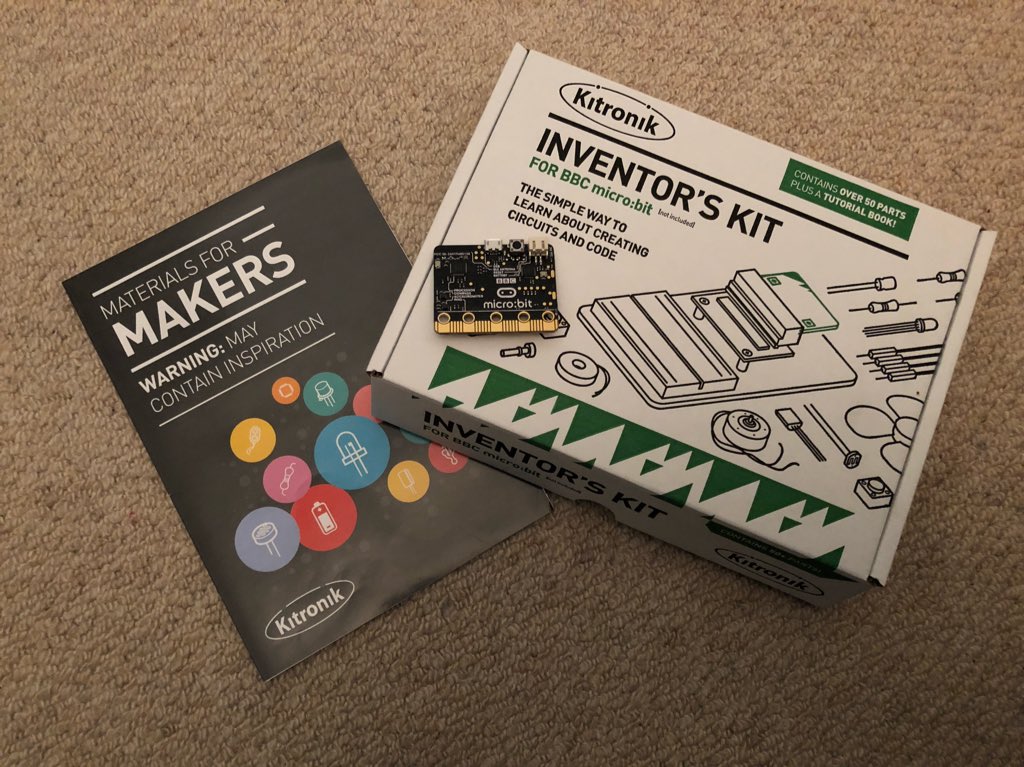 MATERIALS FOR
MAKERS
WARNING: MAY
CONTAIN INSPIRATION
Kitronik
Kitronik
INVENTOR'S KIT
FOR BBC micro:bit (not included)
THE SIMPLE WAY TO
LEARN ABOUT CREATING
CIRCUITS AND CODE
CONTAINS OVER 50 PARTS
PLUS A TUTORIAL BOOK!
BBC
micro:bit
INVENTOR'S KIT
FOR BBC micro:bit
Kitronik